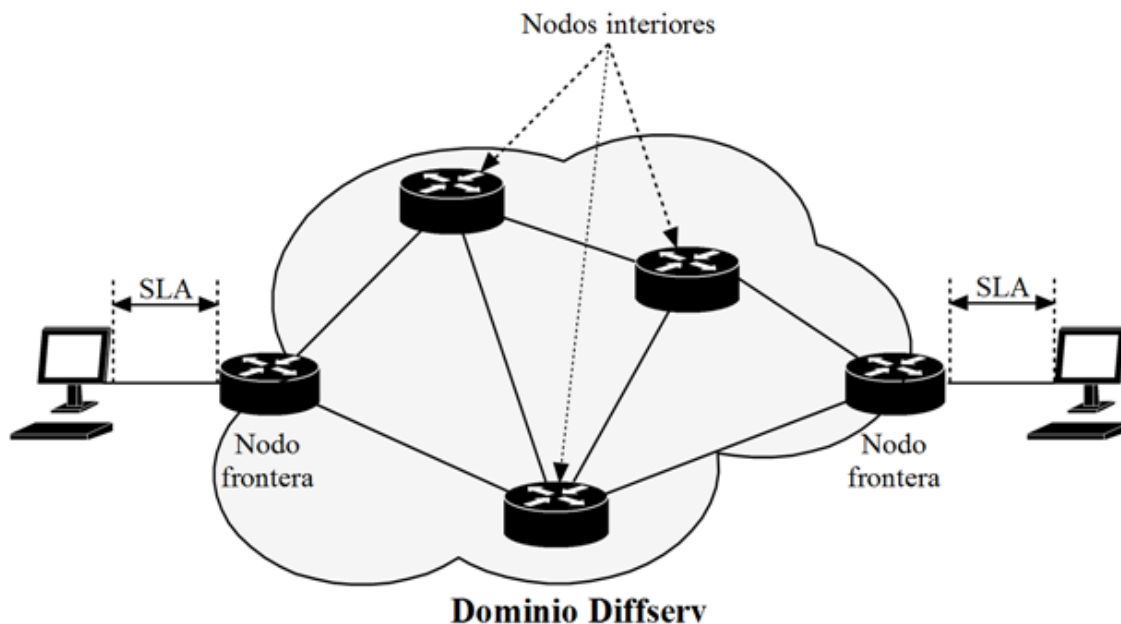 Nodos interiores
SLA
SLA
Nodo
frontera
Nodo
frontera
Dominio Diffserv